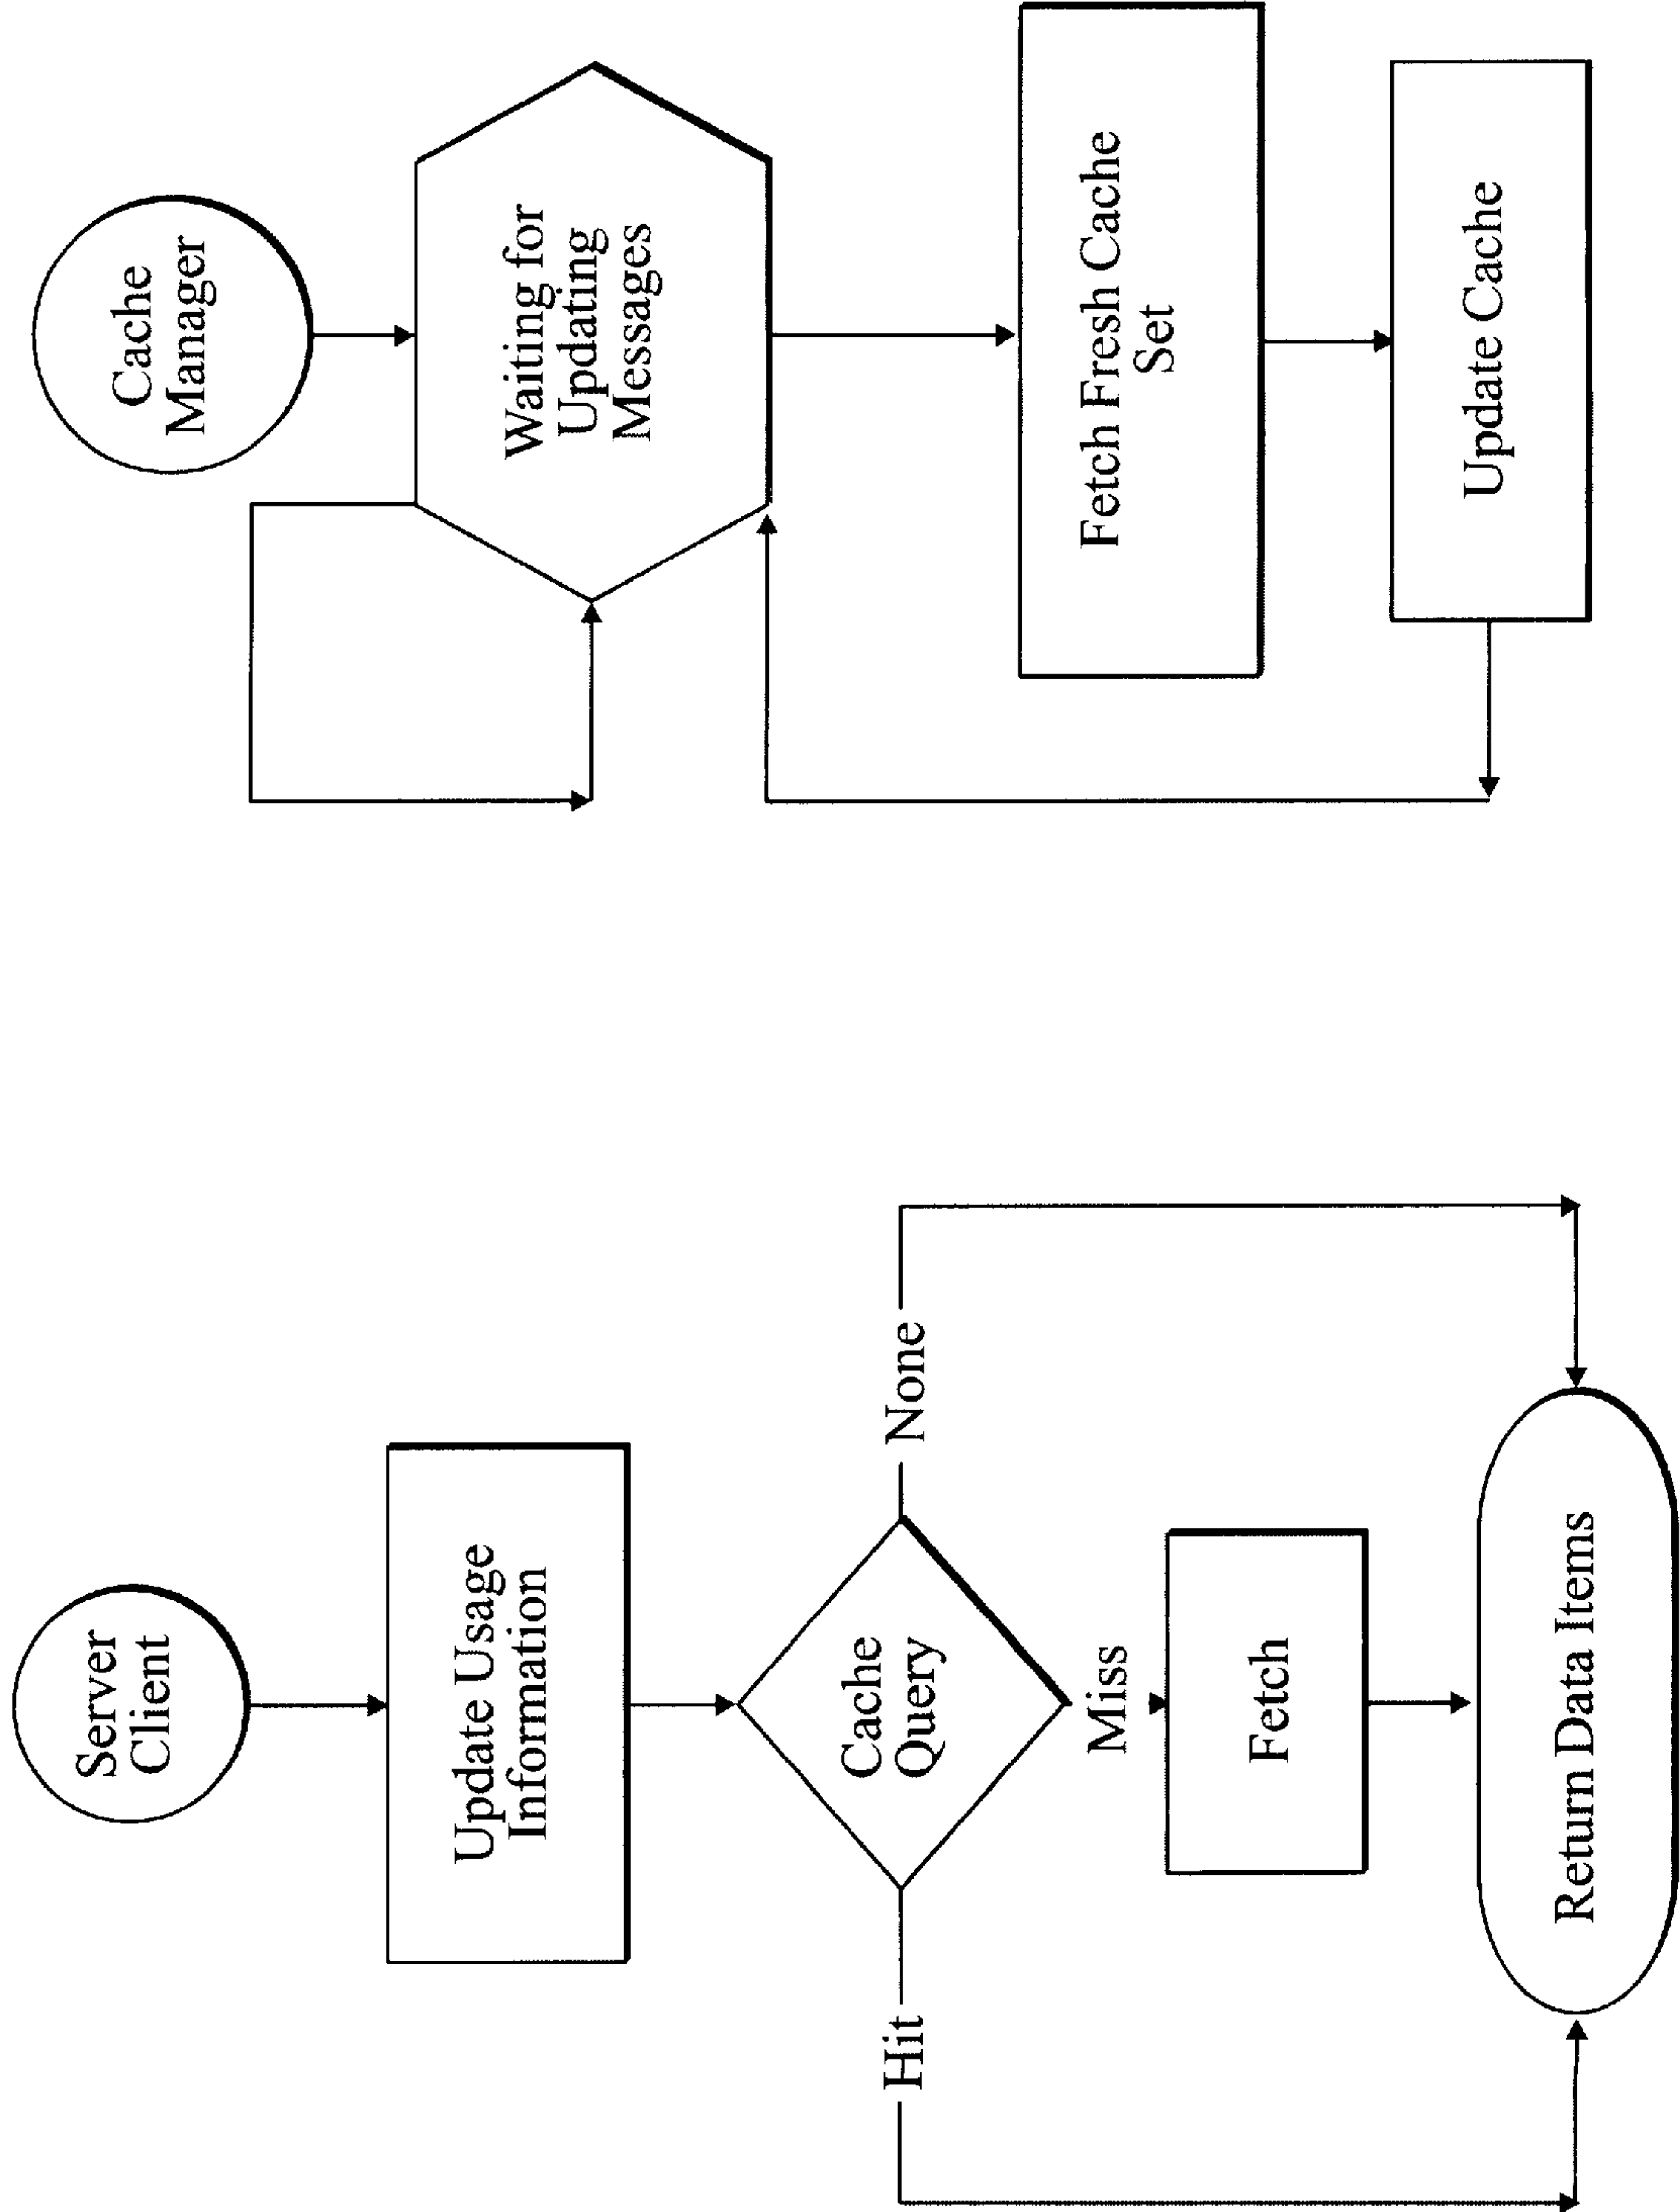 Server
Client
Update Usage
Information
Cache
Query
Hit
None
Miss
Fetch
Return Data Items
Cache
Manager
Waiting for
Updating
Messages
Fetch Fresh Cache
Set
Update Cache